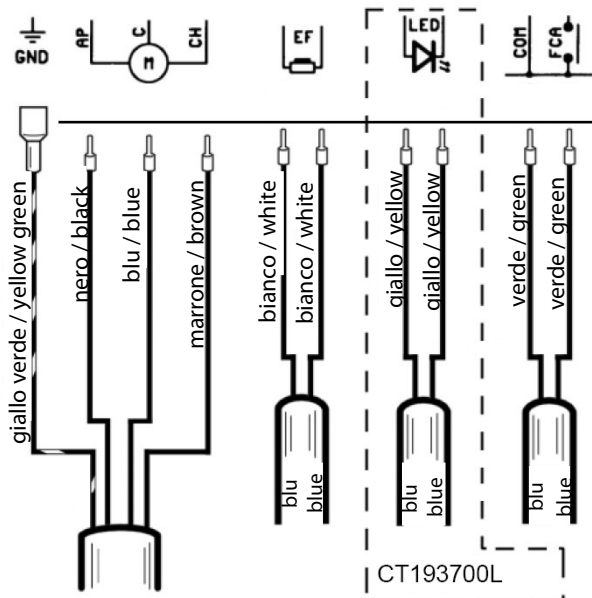 GND
AP
C
CH
M
EF
LED
COM
FCA
giallo verde / yellow green
nero / black
blu / blue
marrone / brown
bianco / white
bianco / white
giallo / yellow
giallo / yellow
verde / green
verde / green
blu
blue
blu
blue
blu
blue
CT193700L